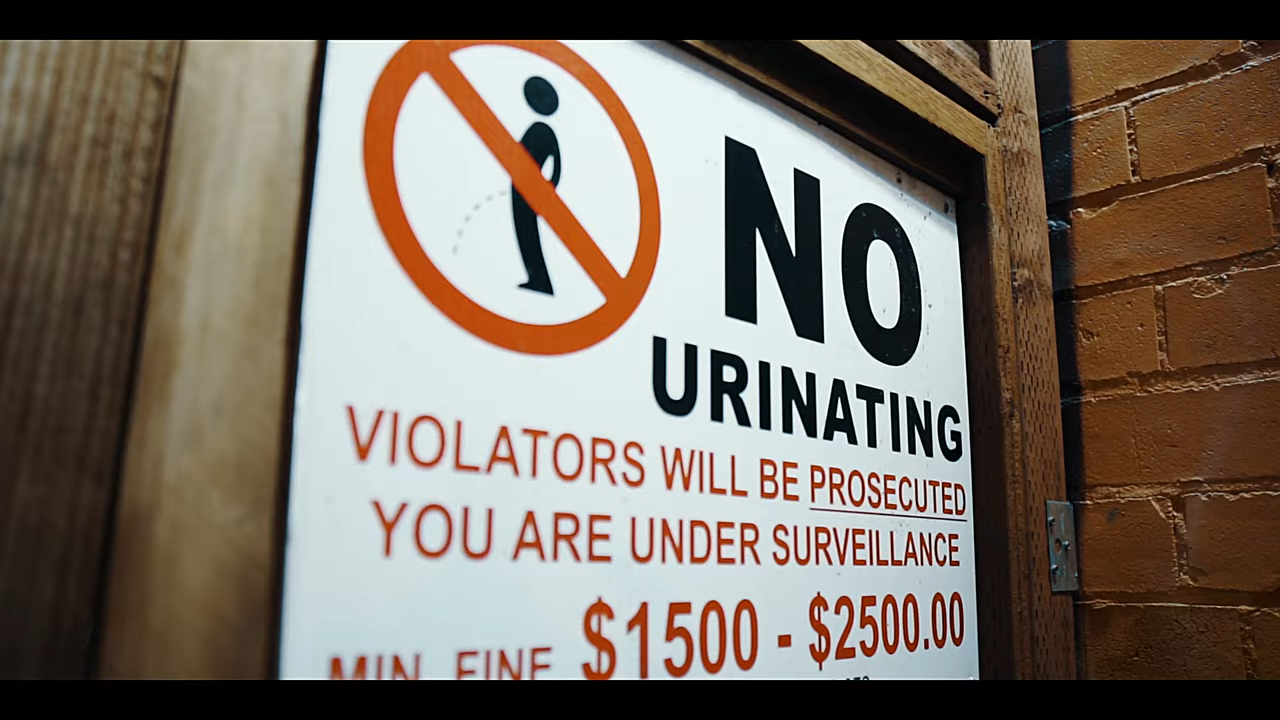 NO
URINATING
VIOLATORS WILL BE PROSECUTED
YOU ARE UNDER SURVEILLANCE
MIN. FINE $1500 - $2500.00